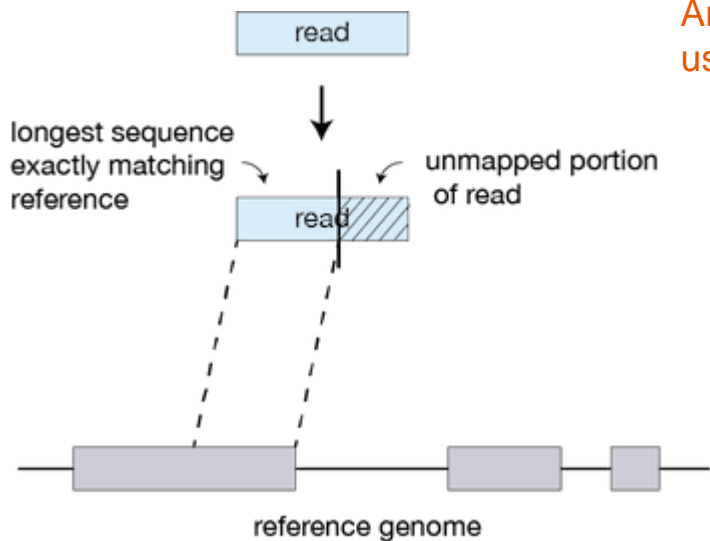 read
longest sequence
exactly matching
reference
unmapped portion
of read
read
reference genome